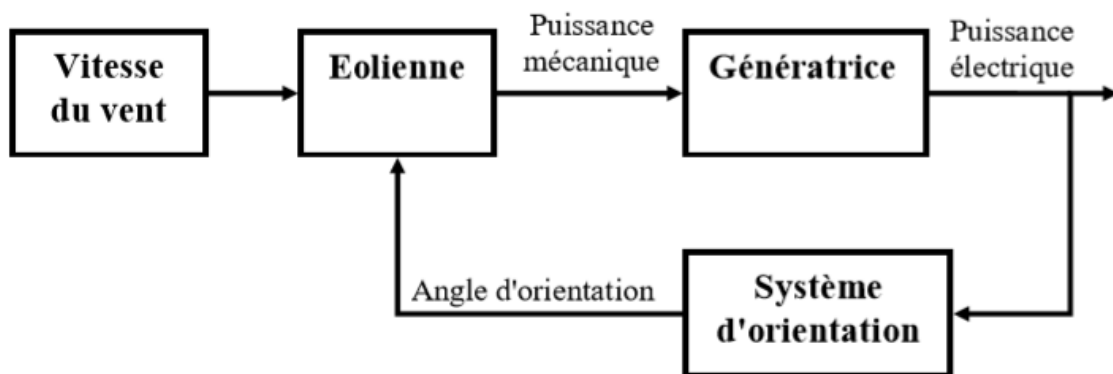 Vitesse
du vent
Eolienne
Puissance
mécanique
Génératrice
Puissance
électrique
Angle d'orientation
Système
d'orientation